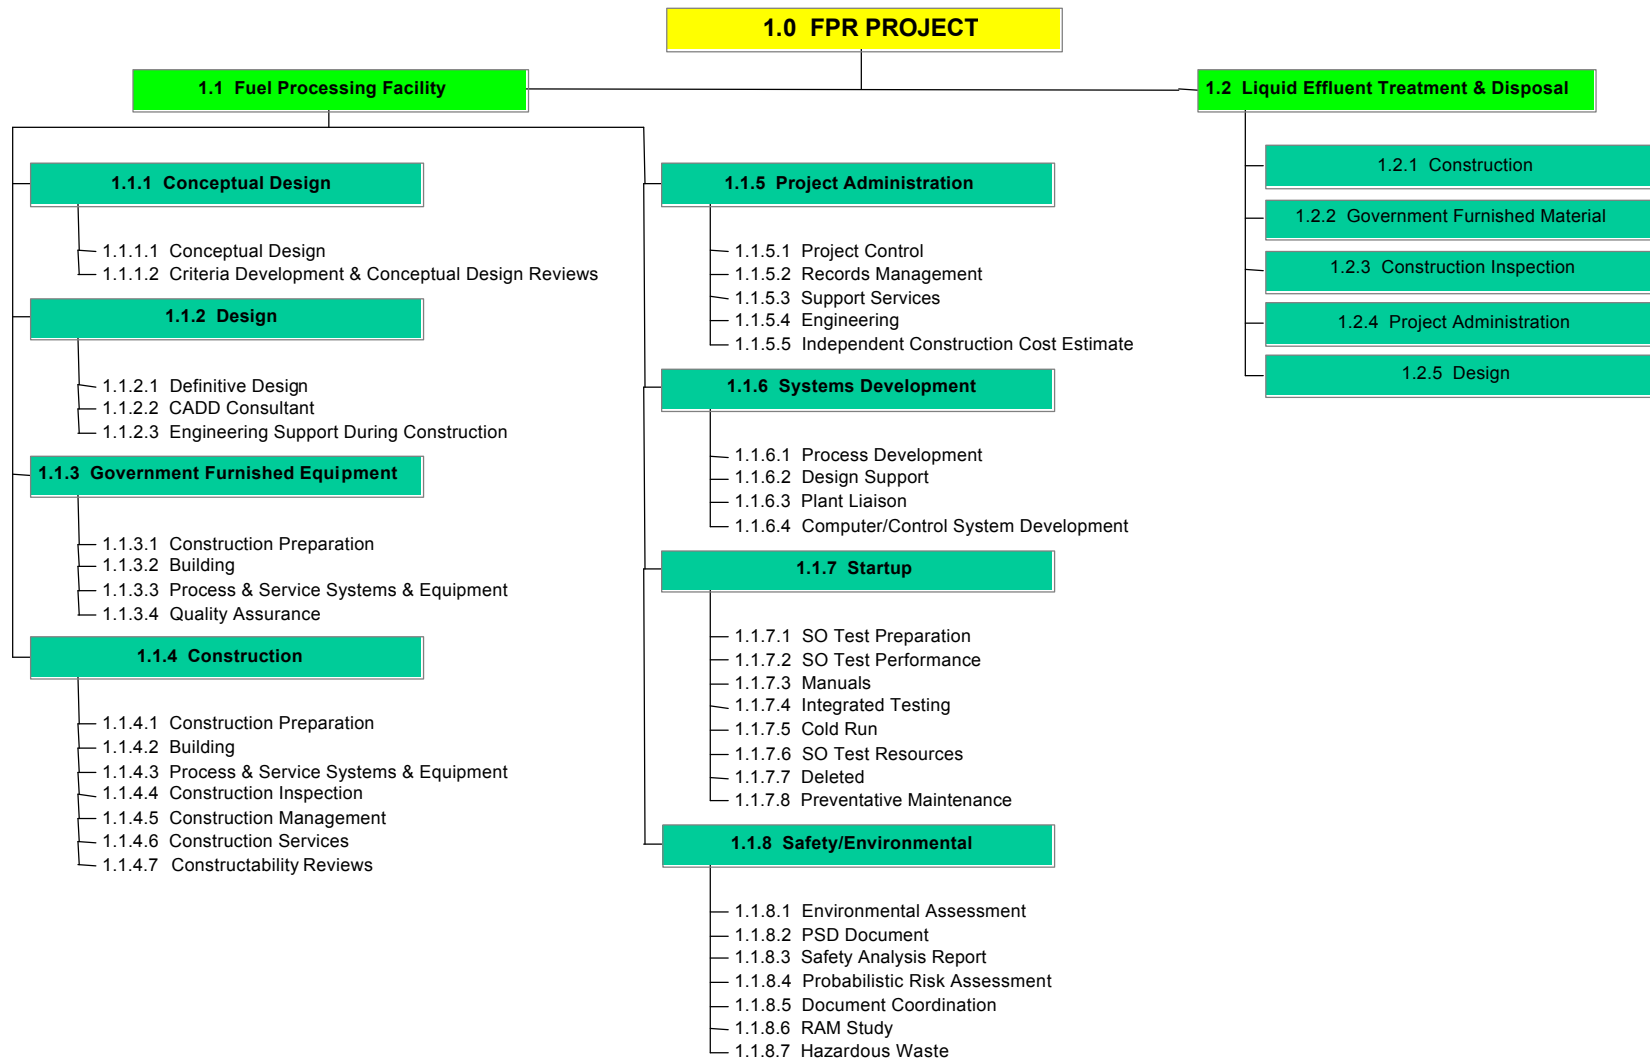 1.0 FPR PROJECT
1.1 Fuel Processing Facility
1.2 Liquid Effluent Treatment & Disposal
1.1.1 Conceptual Design
1.1.1.1 Conceptual Design
1.1.1.2 Criteria Development & Conceptual Design Reviews
1.1.2 Design
1.1.2.1 Definitive Design
1.1.2.2 CADD Consultant
1.1.2.3 Engineering Support During Construction
1.1.3 Government Furnished Equipment
1.1.3.1 Construction Preparation
1.1.3.2 Building
1.1.3.3 Process & Service Systems & Equipment
1.1.3.4 Quality Assurance
1.1.4 Construction
1.1.4.1 Construction Preparation
1.1.4.2 Building
1.1.4.3 Process & Service Systems & Equipment
1.1.4.4 Construction Inspection
1.1.4.5 Construction Management
1.1.4.6 Construction Services
1.1.4.7 Constructability Reviews
1.1.5 Project Administration
1.1.5.1 Project Control
1.1.5.2 Records Management
1.1.5.3 Support Services
1.1.5.4 Engineering
1.1.5.5 Independent Construction Cost Estimate
1.1.6 Systems Development
1.1.6.1 Process Development
1.1.6.2 Design Support
1.1.6.3 Plant Liaison
1.1.6.4 Computer/Control System Development
1.1.7 Startup
1.1.7.1 SO Test Preparation
1.1.7.2 SO Test Performance
1.1.7.3 Manuals
1.1.7.4 Integrated Testing
1.1.7.5 Cold Run
1.1.7.6 SO Test Resources
1.1.7.7 Deleted
1.1.7.8 Preventative Maintenance
1.1.8 Safety/Environmental
1.1.8.1 Environmental Assessment
1.1.8.2 PSD Document
1.1.8.3 Safety Analysis Report
1.1.8.4 Probabilistic Risk Assessment
1.1.8.5 Document Coordination
1.1.8.6 RAM Study
1.1.8.7 Hazardous Waste
1.2.1 Construction
1.2.2 Government Furnished Material
1.2.3 Construction Inspection
1.2.4 Project Administration
1.2.5 Design